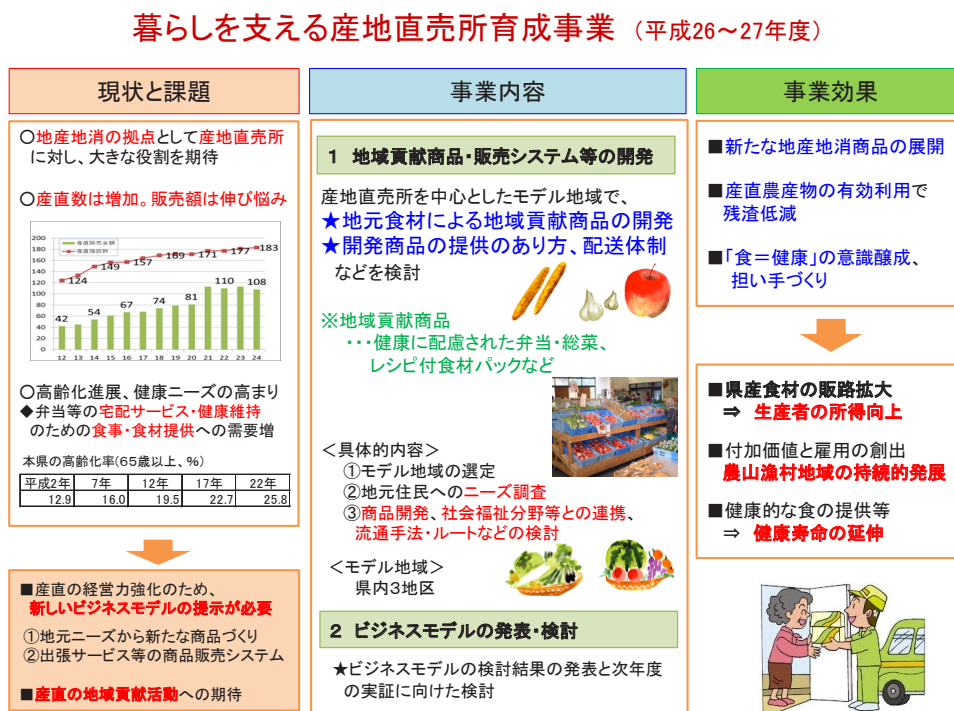 暮らしを支える産地直売所育成事業 （平成26～27年度）
現状と課題
○地産地消の拠点として産地直売所
に対し、大きな役割を期待
○産直数は増加。販売額は伸び悩み
産直販売金額
産直施設数
200
180
160
140
120
100
80
60
40
20
0
124 149 157 169 171 177 183
42 54 67 74 81 110 108
12 13 14 15 16 17 18 19 20 21 22 23 24
○高齢化進展、健康ニーズの高まり
◆弁当等の宅配サービス・健康維持
のための食事・食材提供への需要増
本県の高齢化率(65歳以上、%)
平成2年 7年 12年 17年 22年
12.9 16.0 19.5 22.7 25.8
■産直の経営力強化のため、
新しいビジネスモデルの提示が必要
①地元ニーズから新たな商品づくり
②出張サービス等の商品販売システム
■産直の地域貢献活動への期待
事業内容
１ 地域貢献商品・販売システム等の開発
産地直売所を中心としたモデル地域で、
★地元食材による地域貢献商品の開発
★開発商品の提供のあり方、配送体制
などを検討
※地域貢献商品
・・・健康に配慮された弁当・総菜、
レシピ付食材パックなど
＜具体的内容＞
①モデル地域の選定
②地元住民へのニーズ調査
③商品開発、社会福祉分野等との連携、
流通手法・ルートなどの検討
＜モデル地域＞
県内3地区
２ ビジネスモデルの発表・検討
★ビジネスモデルの検討結果の発表と次年度
の実証に向けた検討
事業効果
■新たな地産地消商品の展開
■産直農産物の有効利用で
残渣低減
■「食＝健康」の意識醸成、
担い手づくり
■県産食材の販路拡大
⇒ 生産者の所得向上
■付加価値と雇用の創出
農山漁村地域の持続的発展
■健康的な食の提供等
⇒ 健康寿命の延伸